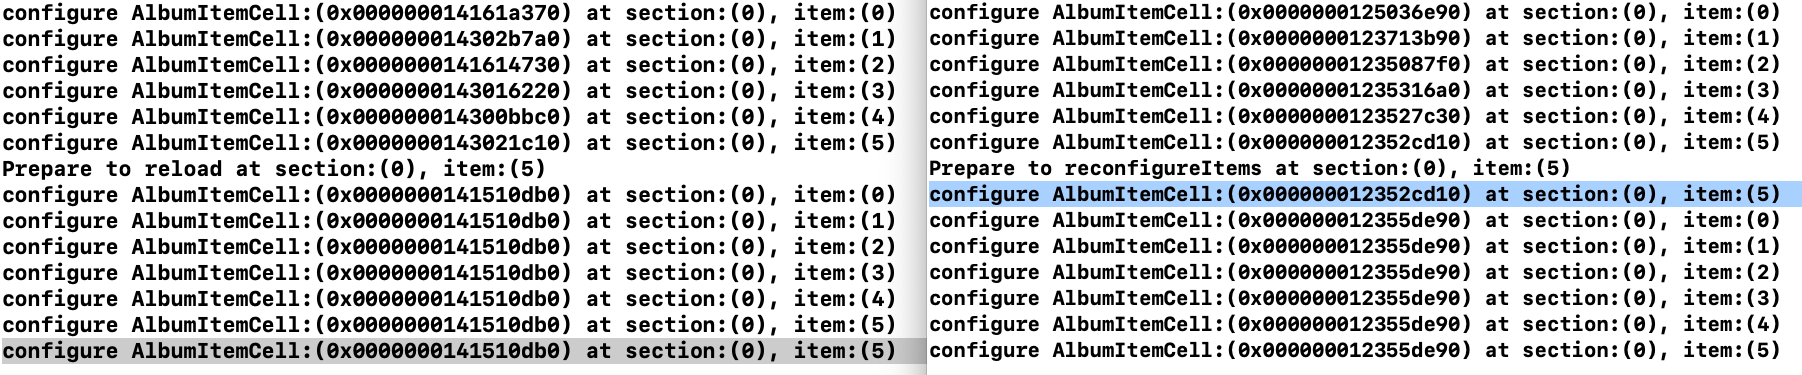 configure AlbumItemCell:(0x000000014161a370) at section:(0), item:(0)
configure AlbumItemCell:(0x000000014302b7a0) at section:(0), item:(1)
configure AlbumItemCell:(0x0000000141614730) at section:(0), item:(2)
configure AlbumItemCell:(0x0000000143016220) at section:(0), item:(3)
configure AlbumItemCell:(0x000000014300bbc0) at section:(0), item:(4)
configure AlbumItemCell:(0x0000000143021c10) at section:(0), item:(5)
Prepare to reload at section:(0), item:(5)
configure AlbumItemCell:(0x0000000141510db0) at section:(0), item:(0)
configure AlbumItemCell:(0x0000000141510db0) at section:(0), item:(1)
configure AlbumItemCell:(0x0000000141510db0) at section:(0), item:(2)
configure AlbumItemCell:(0x0000000141510db0) at section:(0), item:(3)
configure AlbumItemCell:(0x0000000141510db0) at section:(0), item:(4)
configure AlbumItemCell:(0x0000000141510db0) at section:(0), item:(5)
configure AlbumItemCell:(0x0000000141510db0) at section:(0), item:(5)
configure AlbumItemCell:(0x0000000125036e90) at section:(0), item:(0)
configure AlbumItemCell:(0x0000000123713b90) at section:(0), item:(1)
configure AlbumItemCell:(0x00000001235087f0) at section:(0), item:(2)
configure AlbumItemCell:(0x00000001235316a0) at section:(0), item:(3)
configure AlbumItemCell:(0x0000000123527c30) at section:(0), item:(4)
configure AlbumItemCell:(0x000000012352cd10) at section:(0), item:(5)
Prepare to reconfigureItems at section:(0), item:(5)
configure AlbumItemCell:(0x000000012352cd10) at section:(0), item:(5)
configure AlbumItemCell:(0x000000012355de90) at section:(0), item:(0)
configure AlbumItemCell:(0x000000012355de90) at section:(0), item:(1)
configure AlbumItemCell:(0x000000012355de90) at section:(0), item:(2)
configure AlbumItemCell:(0x000000012355de90) at section:(0), item:(3)
configure AlbumItemCell:(0x000000012355de90) at section:(0), item:(4)
configure AlbumItemCell:(0x000000012355de90) at section:(0), item:(5)